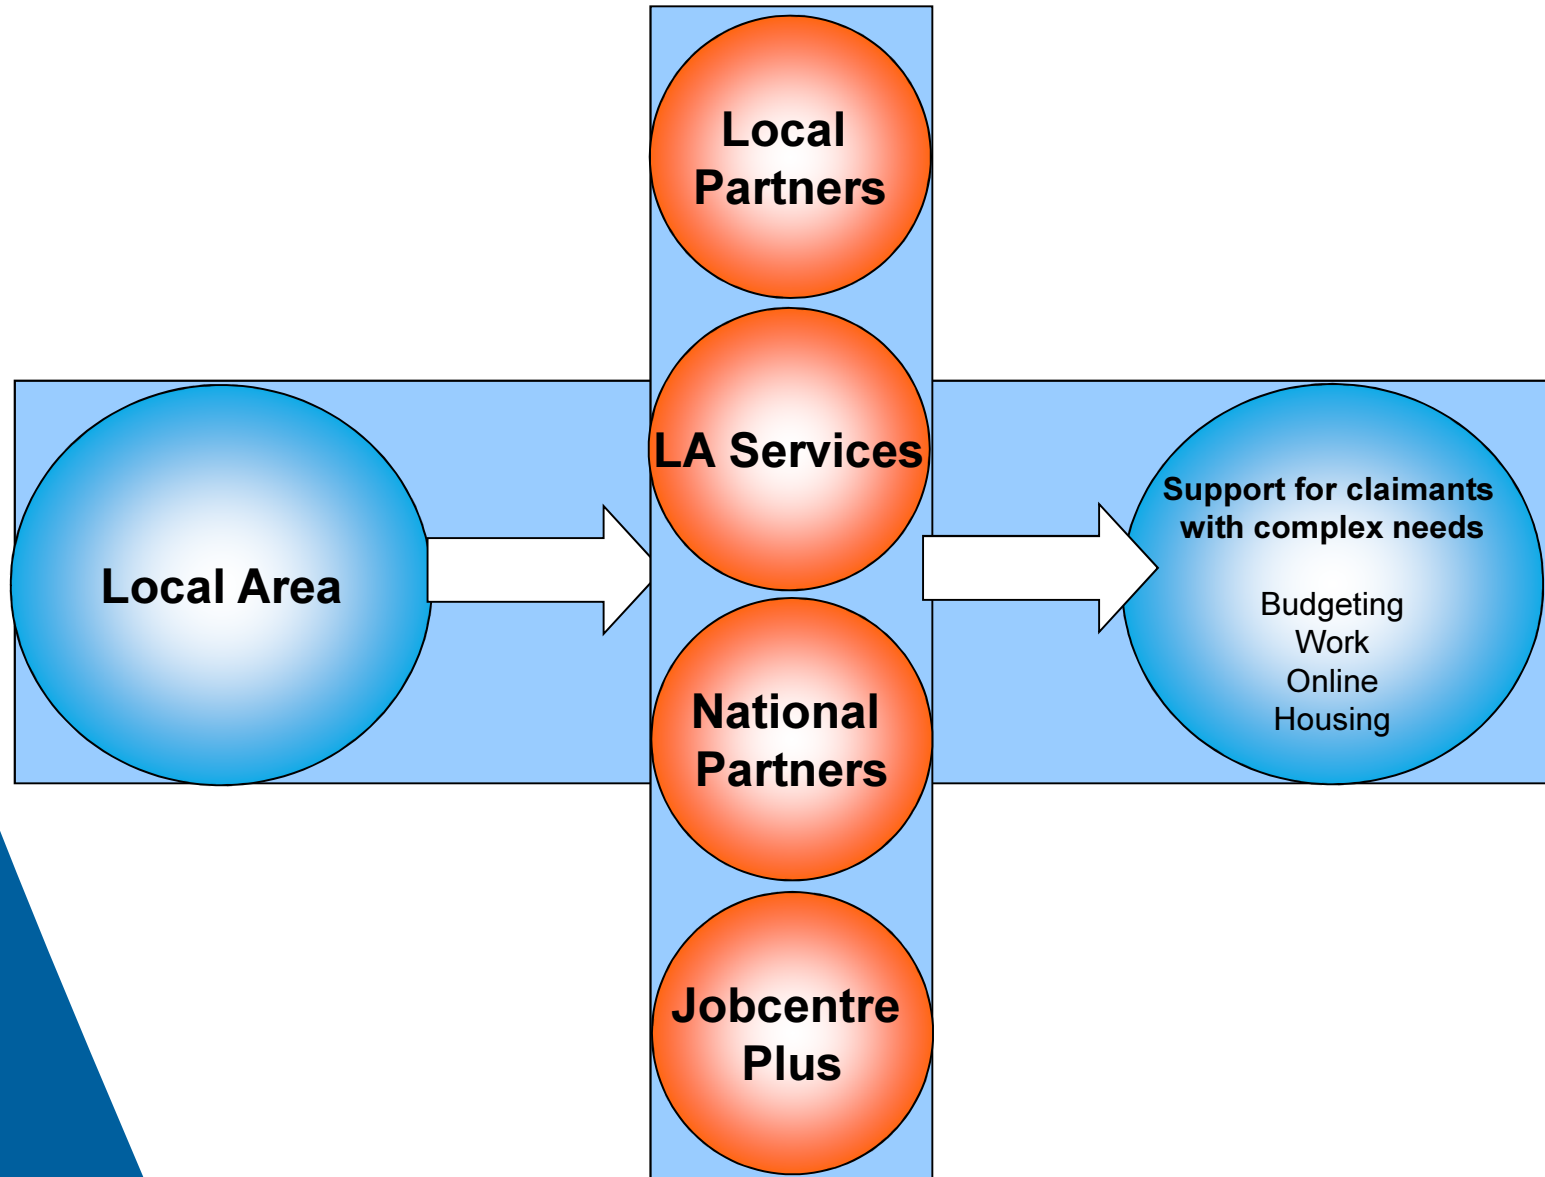 Local
Partners
LA Services
Local Area
Support for claimants
with complex needs
Budgeting
Work
Online
Housing
National
Partners
Jobcentre
Plus